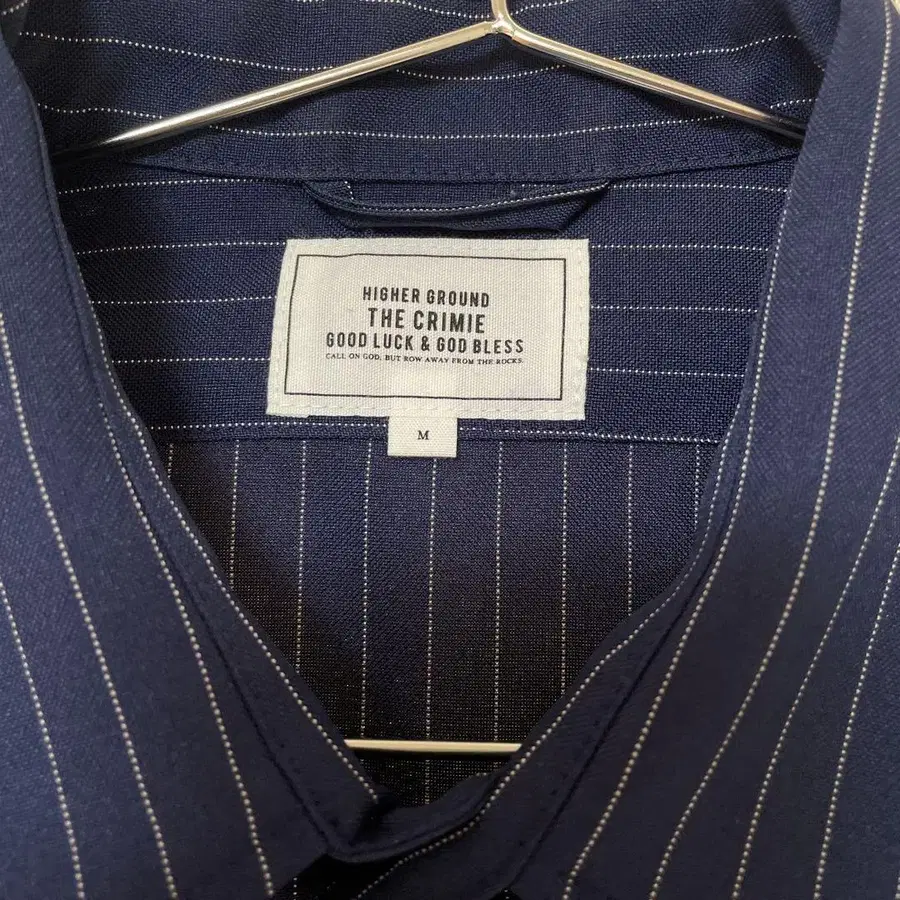 HIGHER GROUND
THE CRIMIE
GOOD LUCK & GOD BLESS
CALL ON GOD, BUT ROW AWAY FROM THE ROCKS.
M